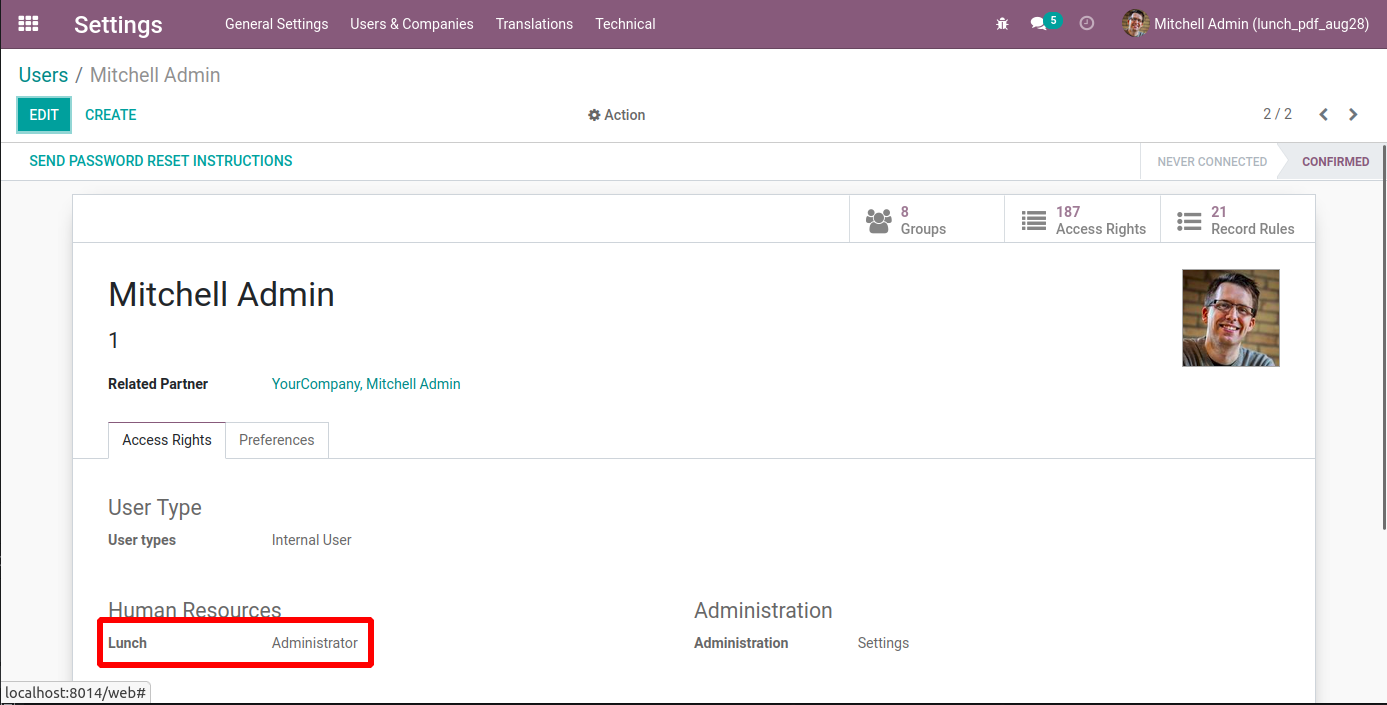 Settings General Settings Users & Companies Translations Technical 5 Mitchell Admin (lunch_pdf_aug28)
Users / Mitchell Admin
EDIT CREATE Action 2 / 2
SEND PASSWORD RESET INSTRUCTIONS NEVER CONNECTED CONFIRMED
8 187 21
Groups Access Rights Record Rules
Mitchell Admin
1
Related Partner YourCompany, Mitchell Admin
Access Rights Preferences
User Type
User types Internal User
Human Resources Administration
Lunch Administrator Administration Settings
localhost:8014/web#